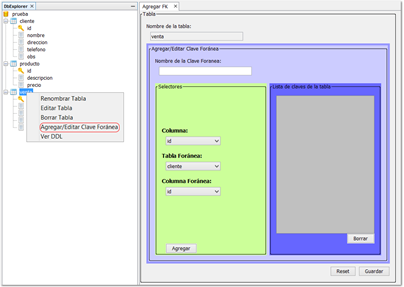 DbExplorer
prueba
cliente
id
nombre
direccion
telefono
obs
producto
id
descripcion
precio
venta
Renombrar Tabla
Editar Tabla
Borrar Tabla
Agregar/Editar Clave Foránea
Ver DDL
Agregar FK
Tabla
Nombre de la tabla:
venta
Agregar/Editar Clave Foránea
Nombre de la Clave Foranea:
Selectores
Columna:
id
Tabla Foránea:
cliente
Columna Foránea:
id
Agregar
Lista de claves de la tabla
Borrar
Reset
Guardar